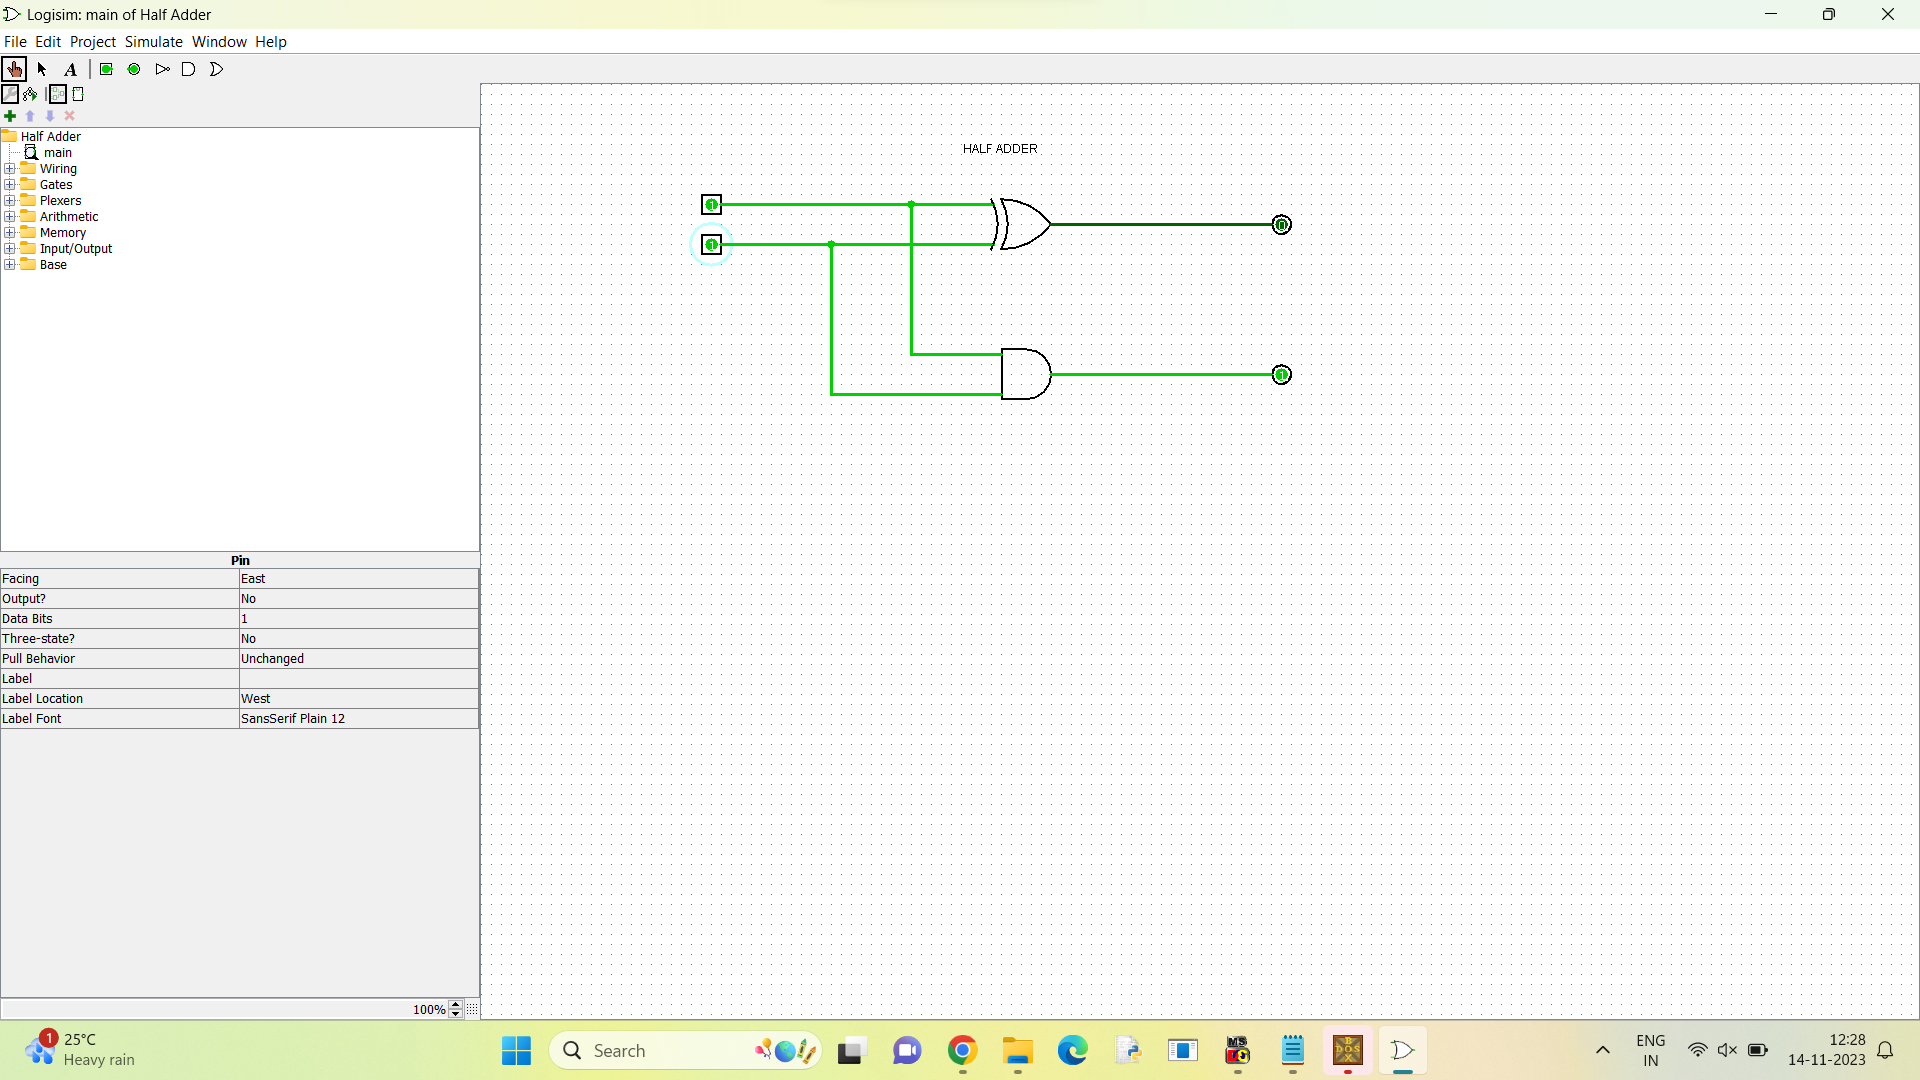 Logisim: main of Half Adder
File Edit Project Simulate Window Help
A
Half Adder
main
Wiring
Gates
Plexers
Arithmetic
Memory
Input/Output
Base
HALF ADDER
1
0
1
1
Pin
Facing East
Output? No
Data Bits 1
Three-state? No
Pull Behavior Unchanged
Label
Label Location West
Label Font SansSerif Plain 12
100%
1
25°C
Heavy rain
Search
MS
BOX
DOS
ENG
IN
12:28
14-11-2023